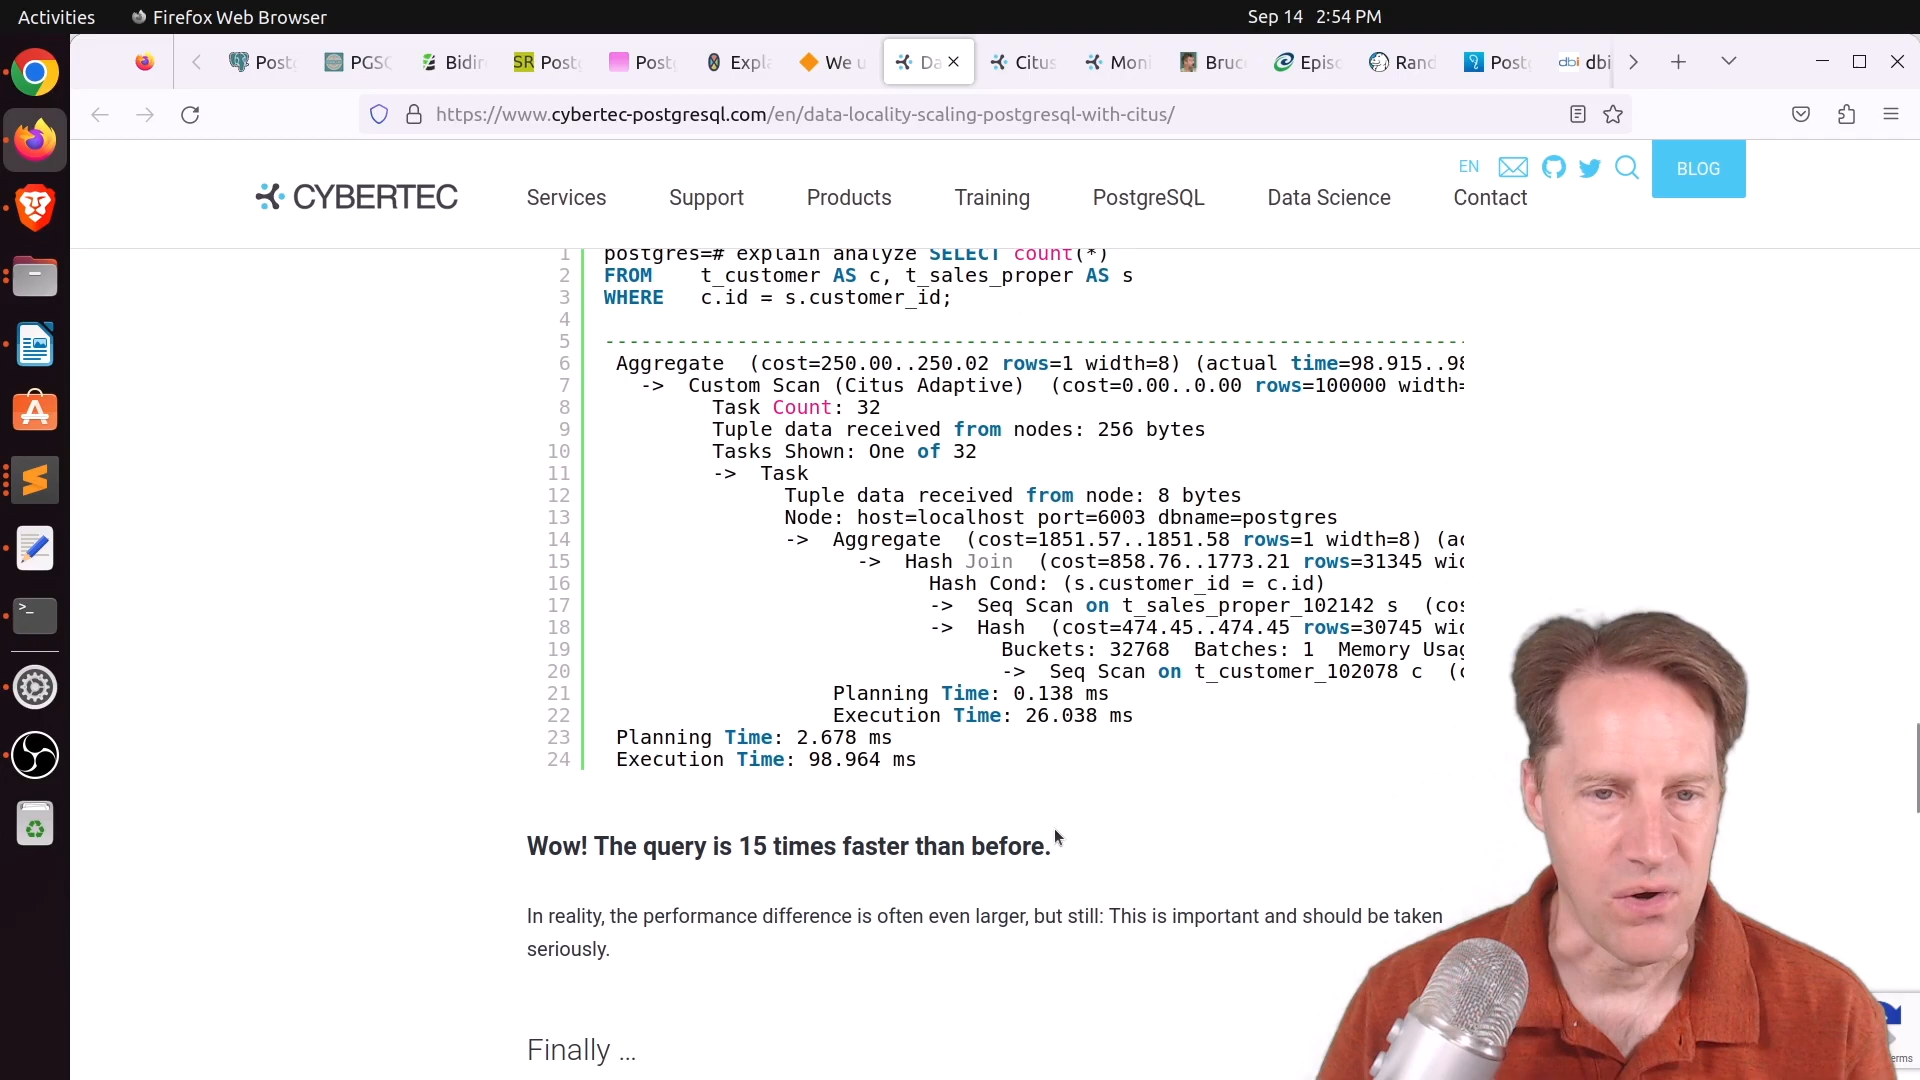 Activities
Firefox Web Browser
Sep 14 2:54 PM
Post
PGSC
Bidir
SR Post
Post
Expla
We u
Da
Citus
Moni
Bruc
Episo
Rand
Post
dbi dbi
https://www.cybertec-postgresql.com/en/data-locality-scaling-postgresql-with-citus/
EN
BLOG
CYBERTEC
Services
Support
Products
Training
PostgreSQL
Data Science
Contact
1 postgres=# explain analyze SELECT count(*)
2 FROM t_customer AS c, t_sales_proper AS s
3 WHERE c.id = s.customer_id;
4
5 ------------------------------------------------------------------------
6 Aggregate (cost=250.00..250.02 rows=1 width=8) (actual time=98.915..98
7 -> Custom Scan (Citus Adaptive) (cost=0.00..0.00 rows=100000 width=
8 Task Count: 32
9 Tuple data received from nodes: 256 bytes
10 Tasks Shown: One of 32
11 -> Task
12 Tuple data received from node: 8 bytes
13 Node: host=localhost port=6003 dbname=postgres
14 -> Aggregate (cost=1851.57..1851.58 rows=1 width=8) (ac
15 -> Hash Join (cost=858.76..1773.21 rows=31345 wid
16 Hash Cond: (s.customer_id = c.id)
17 -> Seq Scan on t_sales_proper_102142 s (cos
18 -> Hash (cost=474.45..474.45 rows=30745 wid
19 Buckets: 32768 Batches: 1 Memory Usag
20 -> Seq Scan on t_customer_102078 c (c
21 Planning Time: 0.138 ms
22 Execution Time: 26.038 ms
23 Planning Time: 2.678 ms
24 Execution Time: 98.964 ms
Wow! The query is 15 times faster than before.
In reality, the performance difference is often even larger, but still: This is important and should be taken
seriously.
Finally ...